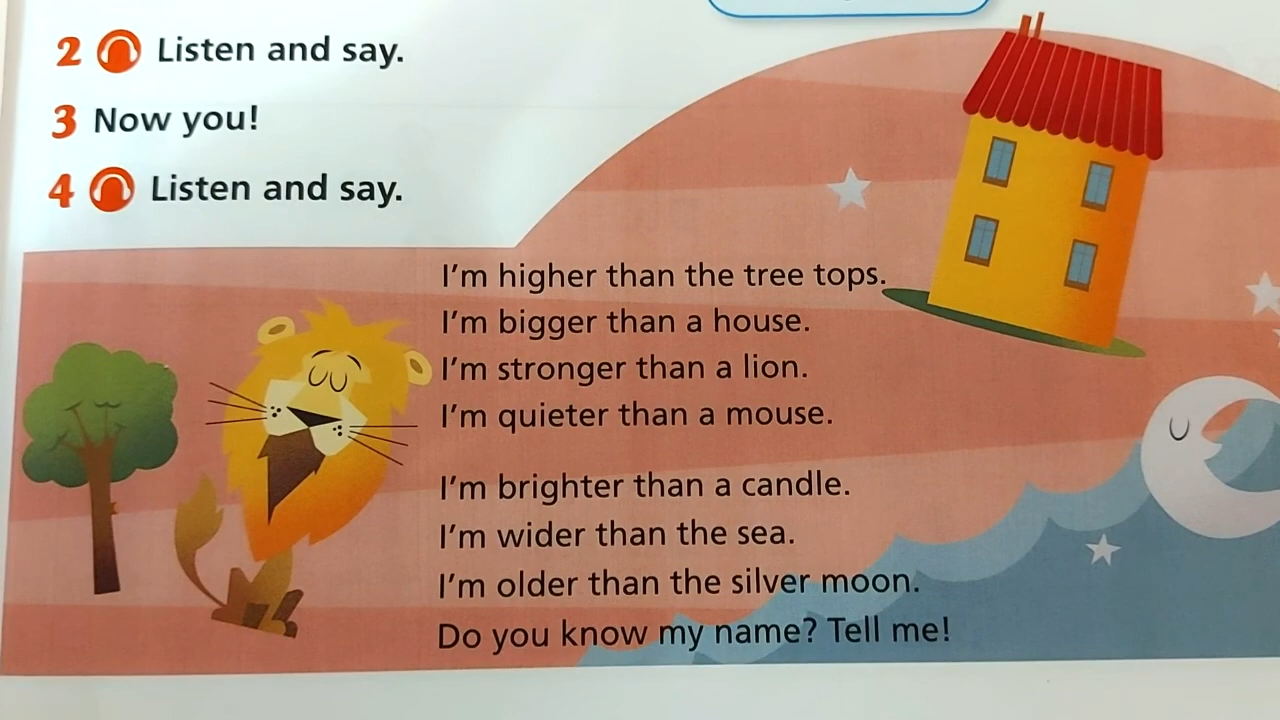 2 Listen and say.
3 Now you!
4 Listen and say.
I'm higher than the tree tops.
I'm bigger than a house.
I'm stronger than a lion.
I'm quieter than a mouse.
I'm brighter than a candle.
I'm wider than the sea.
I'm older than the silver moon.
Do you know my name? Tell me!